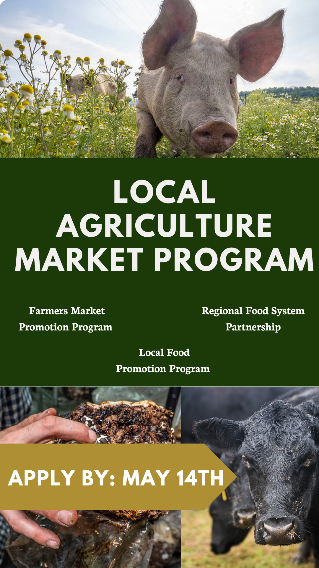 LOCAL
AGRICULTURE
MARKET PROGRAM
Farmers Market
Promotion Program
Regional Food System
Partnership
Local Food
Promotion Program
APPLY BY: MAY 14TH